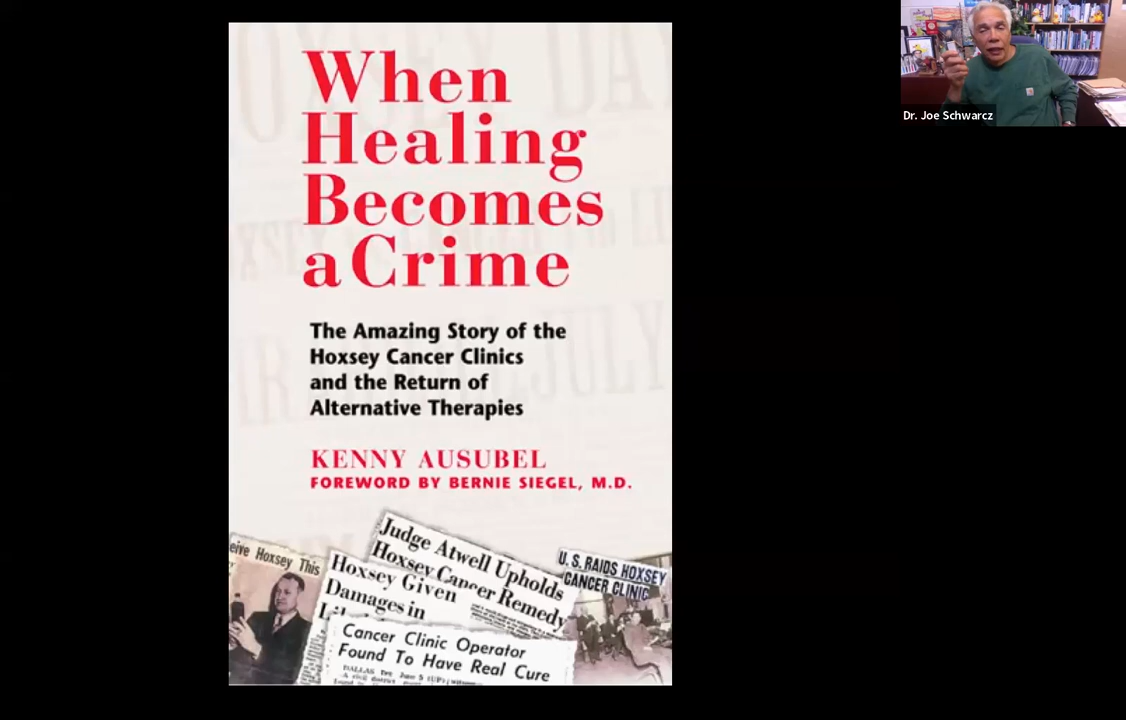 When
Healing
Becomes
a Crime
The Amazing Story of the
Hoxsey Cancer Clinics
and the Return of
Alternative Therapies
KENNY AUSUBEL
FOREWORD BY BERNIE SIEGEL, M.D.
eive Hoxsey This
Judge Atwell Upholds
Hoxsey Cancer Remedy
Hoxsey Given
Damages in
U. S. RAIDS HOXSEY
CANCER CLINIC
Cancer Clinic Operator
Found To Have Real Cure
Dr. Joe Schwarcz